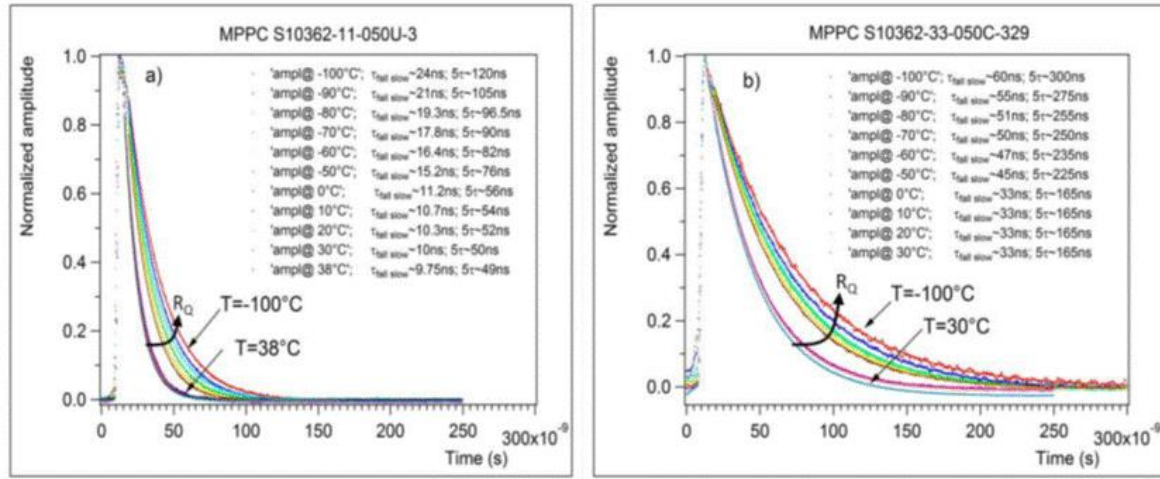 MPPC S10362-11-050U-3
a)
Normalized amplitude
1.0
0.8
0.6
0.4
0.2
0.0
'ampl@ -100°C'; τfall slow~24ns; 5τ~120ns
'ampl@ -90°C'; τfall slow~21ns; 5τ~105ns
'ampl@ -80°C'; τfall slow~19.3ns; 5τ~96.5ns
'ampl@ -70°C'; τfall slow~17.8ns; 5τ~90ns
'ampl@ -60°C'; τfall slow~16.4ns; 5τ~82ns
'ampl@ -50°C'; τfall slow~15.2ns; 5τ~76ns
'ampl@ 0°C'; τfall slow~11.2ns; 5τ~56ns
'ampl@ 10°C'; τfall slow~10.7ns; 5τ~54ns
'ampl@ 20°C'; τfall slow~10.3ns; 5τ~52ns
'ampl@ 30°C'; τfall slow~10ns; 5τ~50ns
'ampl@ 38°C'; τfall slow~9.75ns; 5τ~49ns
RQ
T=-100°C
T=38°C
0 50 100 150 200 250 300x10⁻⁹
Time (s)
MPPC S10362-33-050C-329
b)
Normalized amplitude
1.0
0.8
0.6
0.4
0.2
0.0
'ampl@ -100°C'; τfall slow~60ns; 5τ~300ns
'ampl@ -90°C'; τfall slow~55ns; 5τ~275ns
'ampl@ -80°C'; τfall slow~51ns; 5τ~255ns
'ampl@ -70°C'; τfall slow~50ns; 5τ~250ns
'ampl@ -60°C'; τfall slow~47ns; 5τ~235ns
'ampl@ -50°C'; τfall slow~45ns; 5τ~225ns
'ampl@ 0°C'; τfall slow~33ns; 5τ~165ns
'ampl@ 10°C'; τfall slow~33ns; 5τ~165ns
'ampl@ 20°C'; τfall slow~33ns; 5τ~165ns
'ampl@ 30°C'; τfall slow~33ns; 5τ~165ns
RQ
T=-100°C
T=30°C
0 50 100 150 200 250 300x10⁻⁹
Time (s)